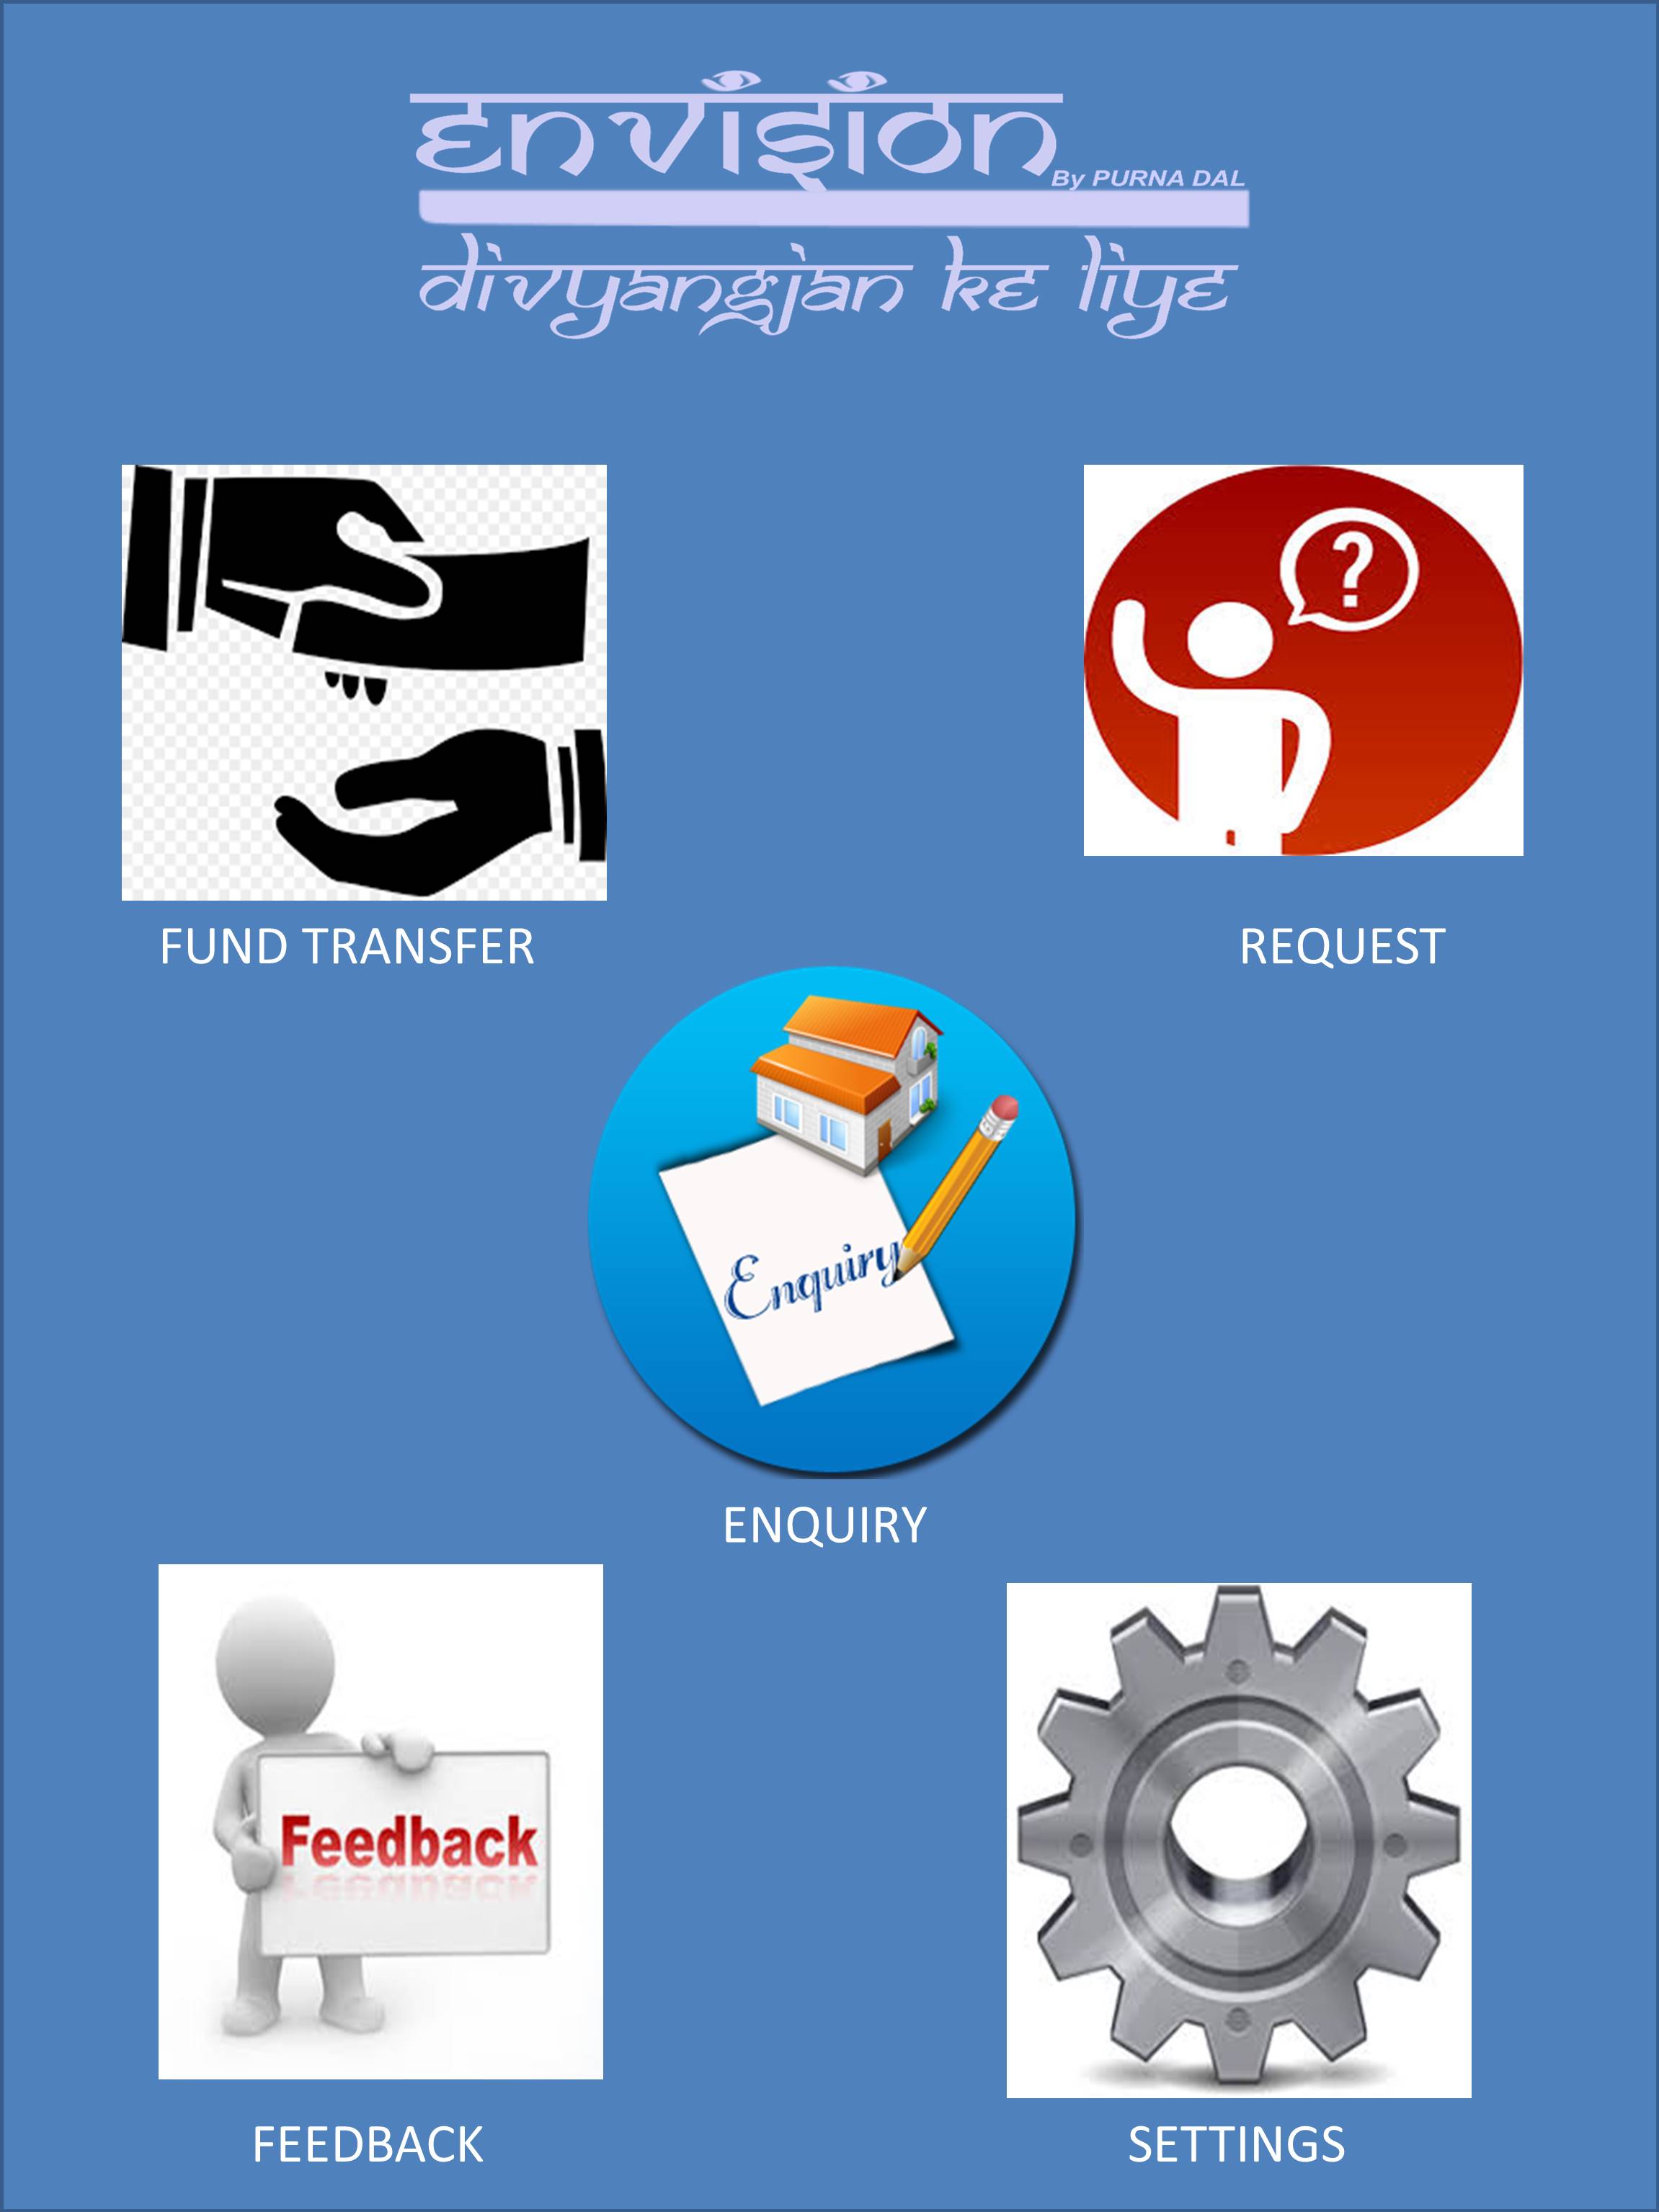 envision
By PURNA DAL
divyangjan ke liye
FUND TRANSFER
REQUEST
?
Enquiry
ENQUIRY
Feedback
FEEDBACK
SETTINGS